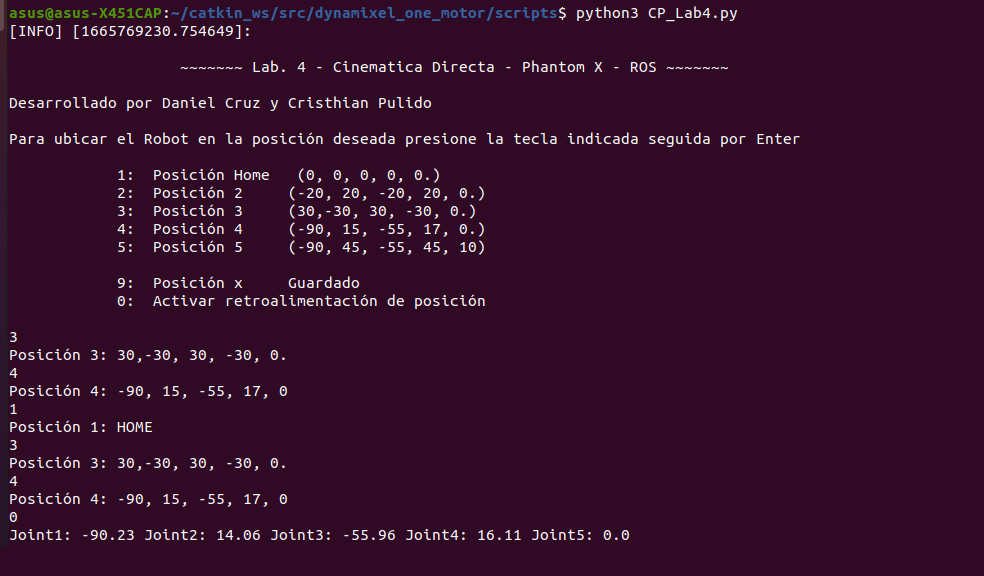 asus@asus-X451CAP:~/catkin_ws/src/dynamixel_one_motor/scripts$ python3 CP_Lab4.py
[INFO] [1665769230.754649]:
~~~~~~~ Lab. 4 - Cinematica Directa - Phantom X - ROS ~~~~~~~
Desarrollado por Daniel Cruz y Cristhian Pulido
Para ubicar el Robot en la posición deseada presione la tecla indicada seguida por Enter
1:  Posición Home   (0, 0, 0, 0, 0.)
2:  Posición 2     (-20, 20, -20, 20, 0.)
3:  Posición 3     (30,-30, 30, -30, 0.)
4:  Posición 4     (-90, 15, -55, 17, 0.)
5:  Posición 5     (-90, 45, -55, 45, 10)
9:  Posición x     Guardado
0:  Activar retroalimentación de posición
3
Posición 3: 30,-30, 30, -30, 0.
4
Posición 4: -90, 15, -55, 17, 0
1
Posición 1: HOME
3
Posición 3: 30,-30, 30, -30, 0.
4
Posición 4: -90, 15, -55, 17, 0
0
Joint1: -90.23 Joint2: 14.06 Joint3: -55.96 Joint4: 16.11 Joint5: 0.0